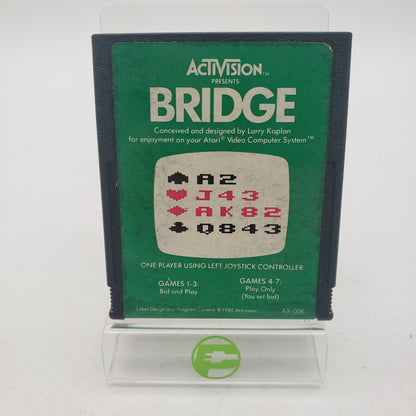 ACTIVISION™
PRESENTS
BRIDGE
Conceived and designed by Larry Kaplan
for enjoyment on your Atari® Video Computer System™
♠A2
♥J43
♦AK82
♣Q843
ONE PLAYER USING LEFT JOYSTICK CONTROLLER
GAMES 1-3:
Bid and Play
GAMES 4-7:
Play Only
(You set bid)
Label Design and Program Content © 1980 Activision
AX-006